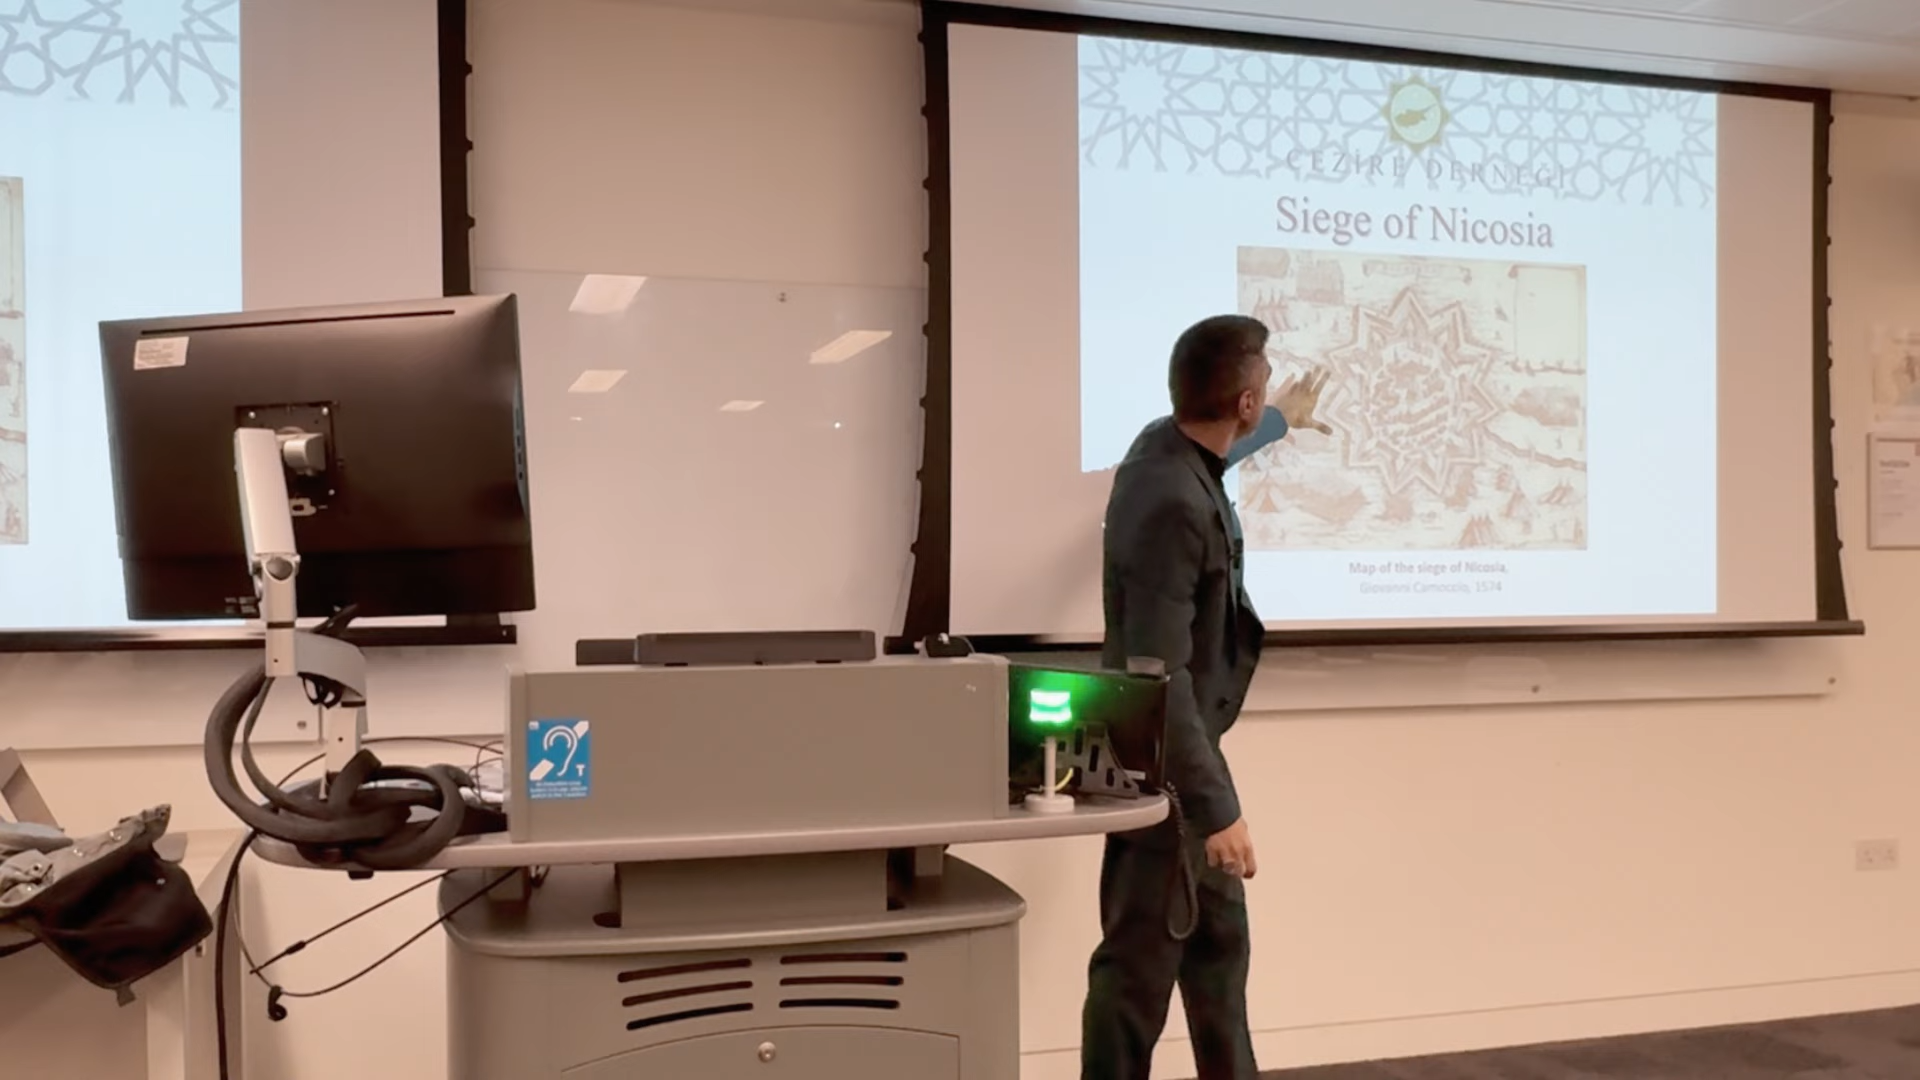 CEZİRE DERNEĞİ
Siege of Nicosia
Map of the siege of Nicosia,
Giovanni Camoccio, 1574
T